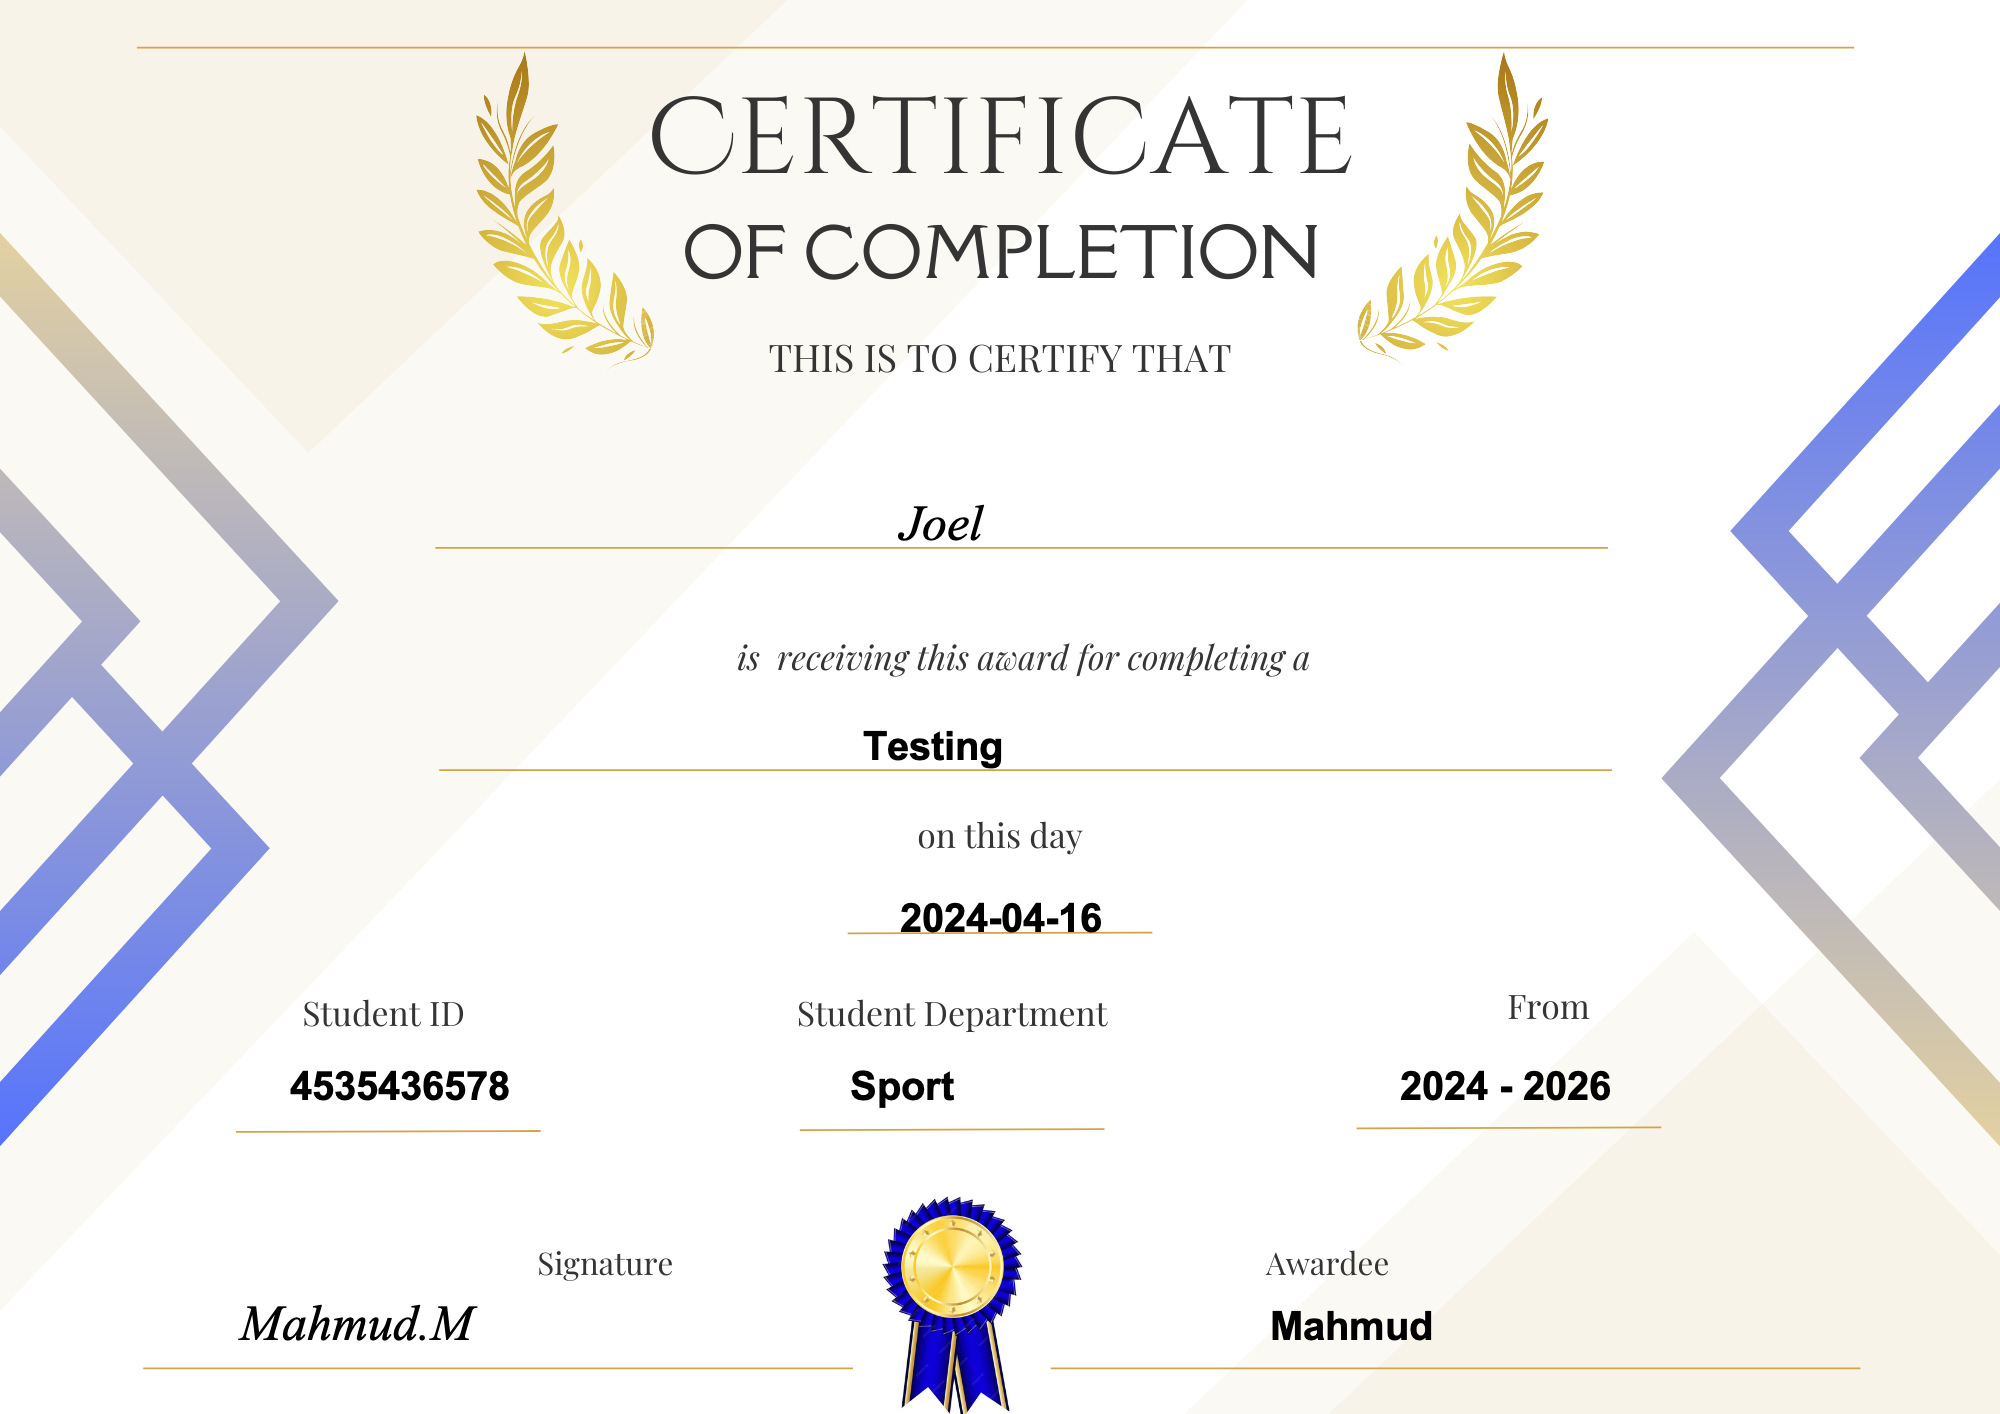 CERTIFICATE
OF COMPLETION
THIS IS TO CERTIFY THAT
Joel
is receiving this award for completing a
Testing
on this day
2024-04-16
Student ID
Student Department
From
4535436578
Sport
2024 - 2026
Signature
Awardee
Mahmud.M
Mahmud